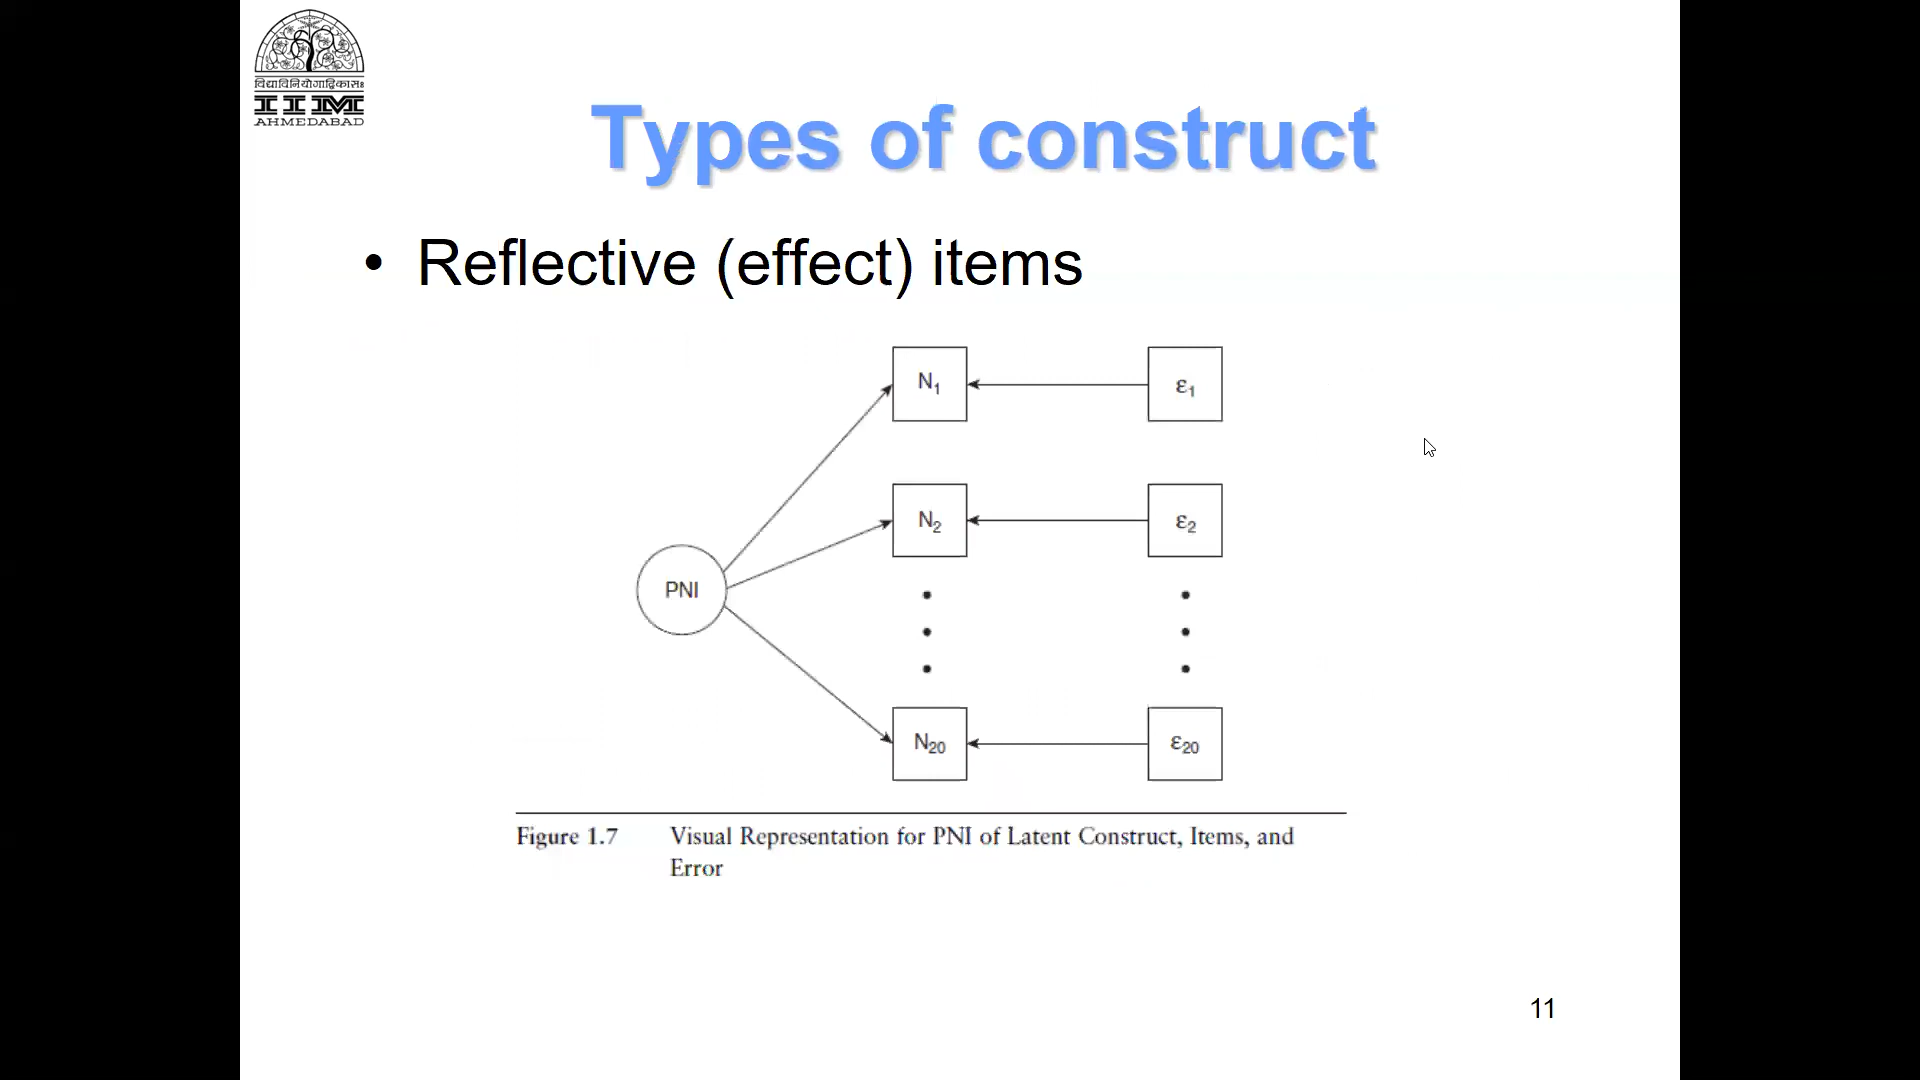 विद्याविनियोगाद्विकासः
IIM
AHMEDABAD
Types of construct
• Reflective (effect) items
N1
ε1
N2
ε2
PNI
N20
ε20
Figure 1.7 Visual Representation for PNI of Latent Construct, Items, and
Error
11